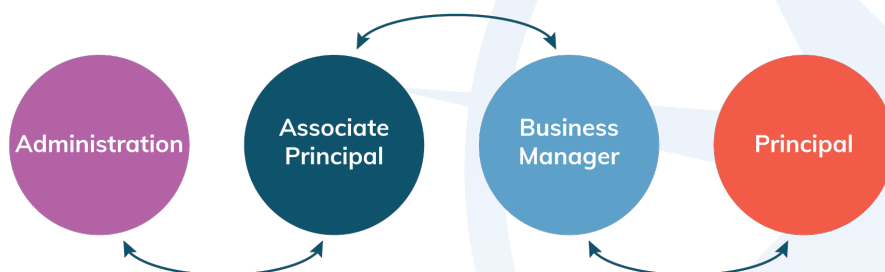 Administration
Associate
Principal
Business
Manager
Principal